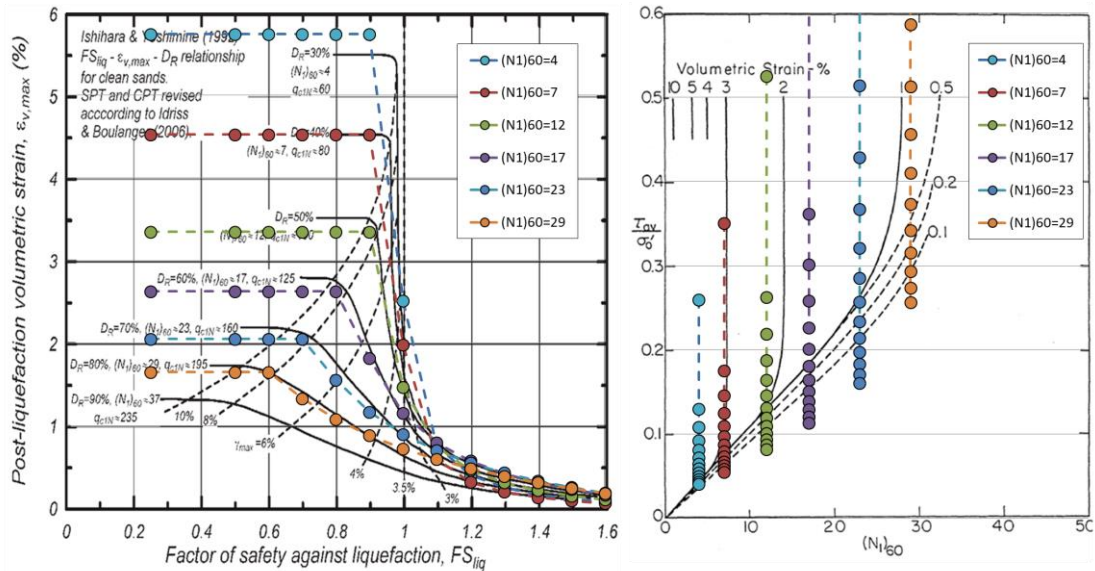 Post-liquefaction volumetric strain, εv,max (%)
6
5
4
3
2
1
0
Ishihara & Yoshimine (1992)
FSliq - εv,max - DR relationship
for clean sands.
SPT and CPT revised
acccording to Idriss
& Boulanger (2006)
DR=30%
(N1)60≈4
qc1N≈60
DR=40%
(N1)60≈7, qc1N≈80
DR=50%
DR=60%, (N1)60≈17, qc1N≈125
DR=70%, (N1)60≈23, qc1N≈160
DR=80%, (N1)60≈29, qc1N≈195
DR=90%, (N1)60≈37
qc1N≈235
10%
8%
γmax=6%
4%
3.5%
3%
(N1)60=4
(N1)60=7
(N1)60=12
(N1)60=17
(N1)60=23
(N1)60=29
0 0.2 0.4 0.6 0.8 1 1.2 1.4 1.6
Factor of safety against liquefaction, FSliq
0.6
0.5
0.4
0.3
0.2
0.1
0
τav
σo'
Volumetric Strain - %
10 5 4 3 2 1 0.5
0.2
0.1
(N1)60=4
(N1)60=7
(N1)60=12
(N1)60=17
(N1)60=23
(N1)60=29
10 20 30 40 50
(N1)60